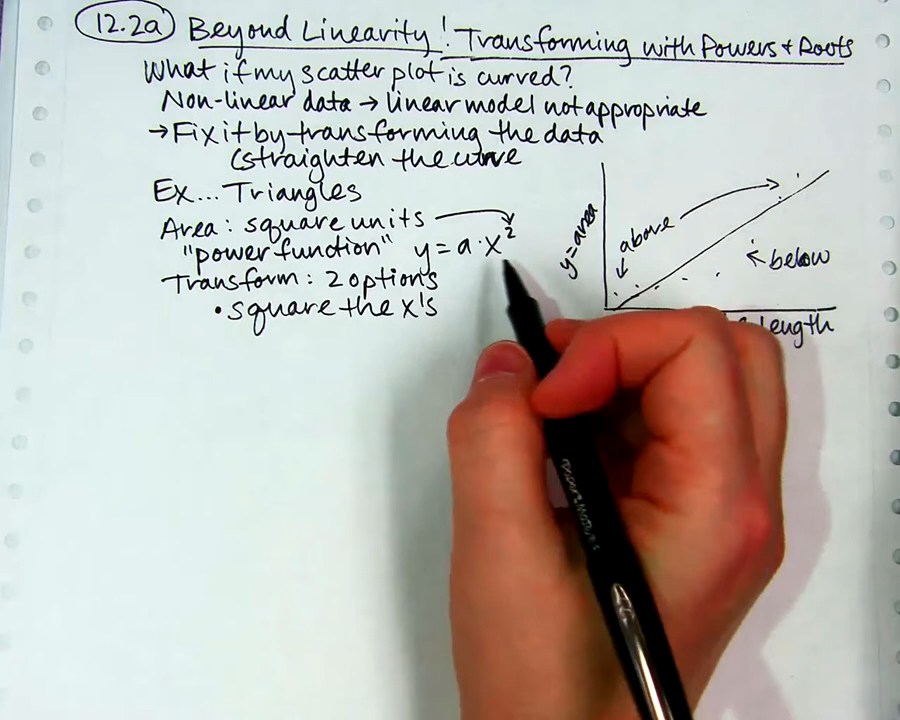 12.2a Beyond Linearity! Transforming with Powers + Roots
What if my scatter plot is curved?
Non-linear data → linear model not appropriate
→ Fix it by transforming the data
(straighten the curve
Ex... Triangles
Area: square units
"power function" y = a · x²
Transform: 2 options
• square the x's
y = area
above
below
length